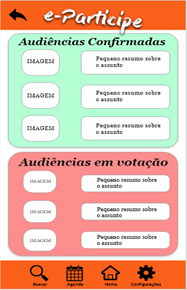 e-Participe
Audiências Confirmadas
IMAGEM
Pequeno resumo sobre
o assunto
IMAGEM
Pequeno resumo sobre
o assunto
IMAGEM
Pequeno resumo sobre
o assunto
Audiências em votação
IMAGEM
Pequeno resumo sobre
o assunto
IMAGEM
Pequeno resumo sobre
o assunto
IMAGEM
Pequeno resumo sobre
o assunto
Buscar Agenda Home Configurações